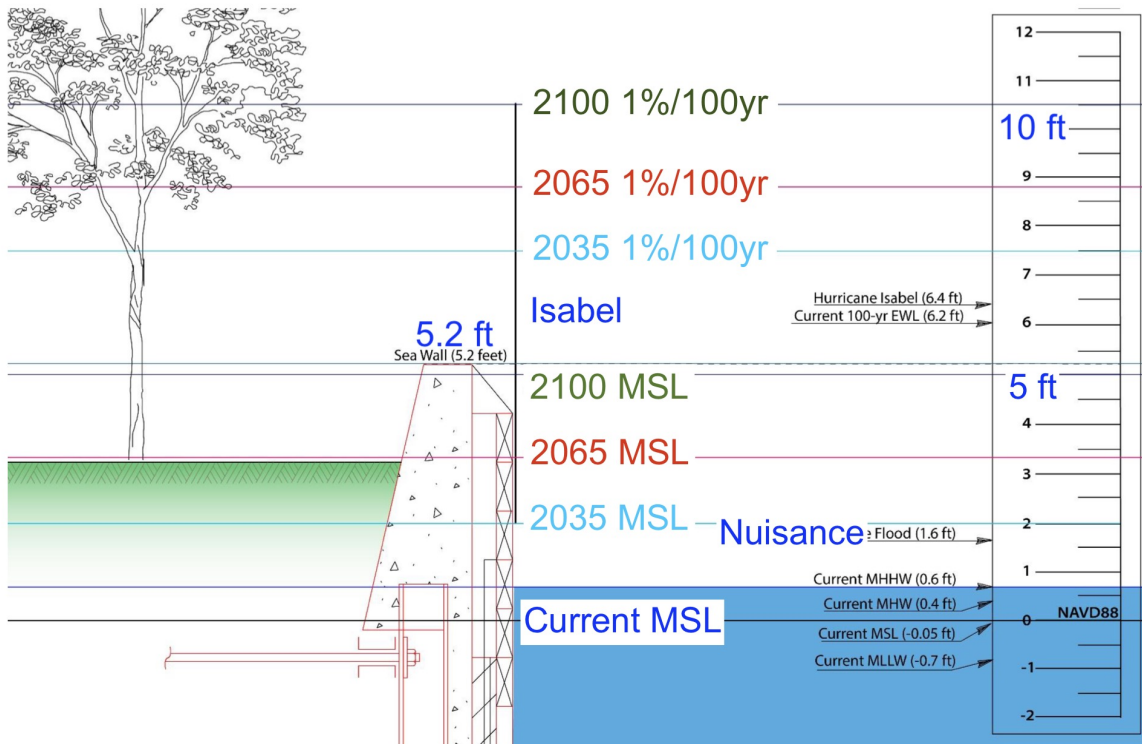 12
11
2100 1%/100yr
10 ft
9
2065 1%/100yr
8
2035 1%/100yr
7
Hurricane Isabel (6.4 ft)
Isabel
Current 100-yr EWL (6.2 ft)
6
5.2 ft
Sea Wall (5.2 feet)
2100 MSL
5 ft
4
2065 MSL
3
2035 MSL
2
Nuisance
Flood (1.6 ft)
1
Current MHHW (0.6 ft)
Current MHW (0.4 ft)
NAVD88
0
Current MSL
Current MSL (-0.05 ft)
Current MLLW (-0.7 ft)
-1
-2